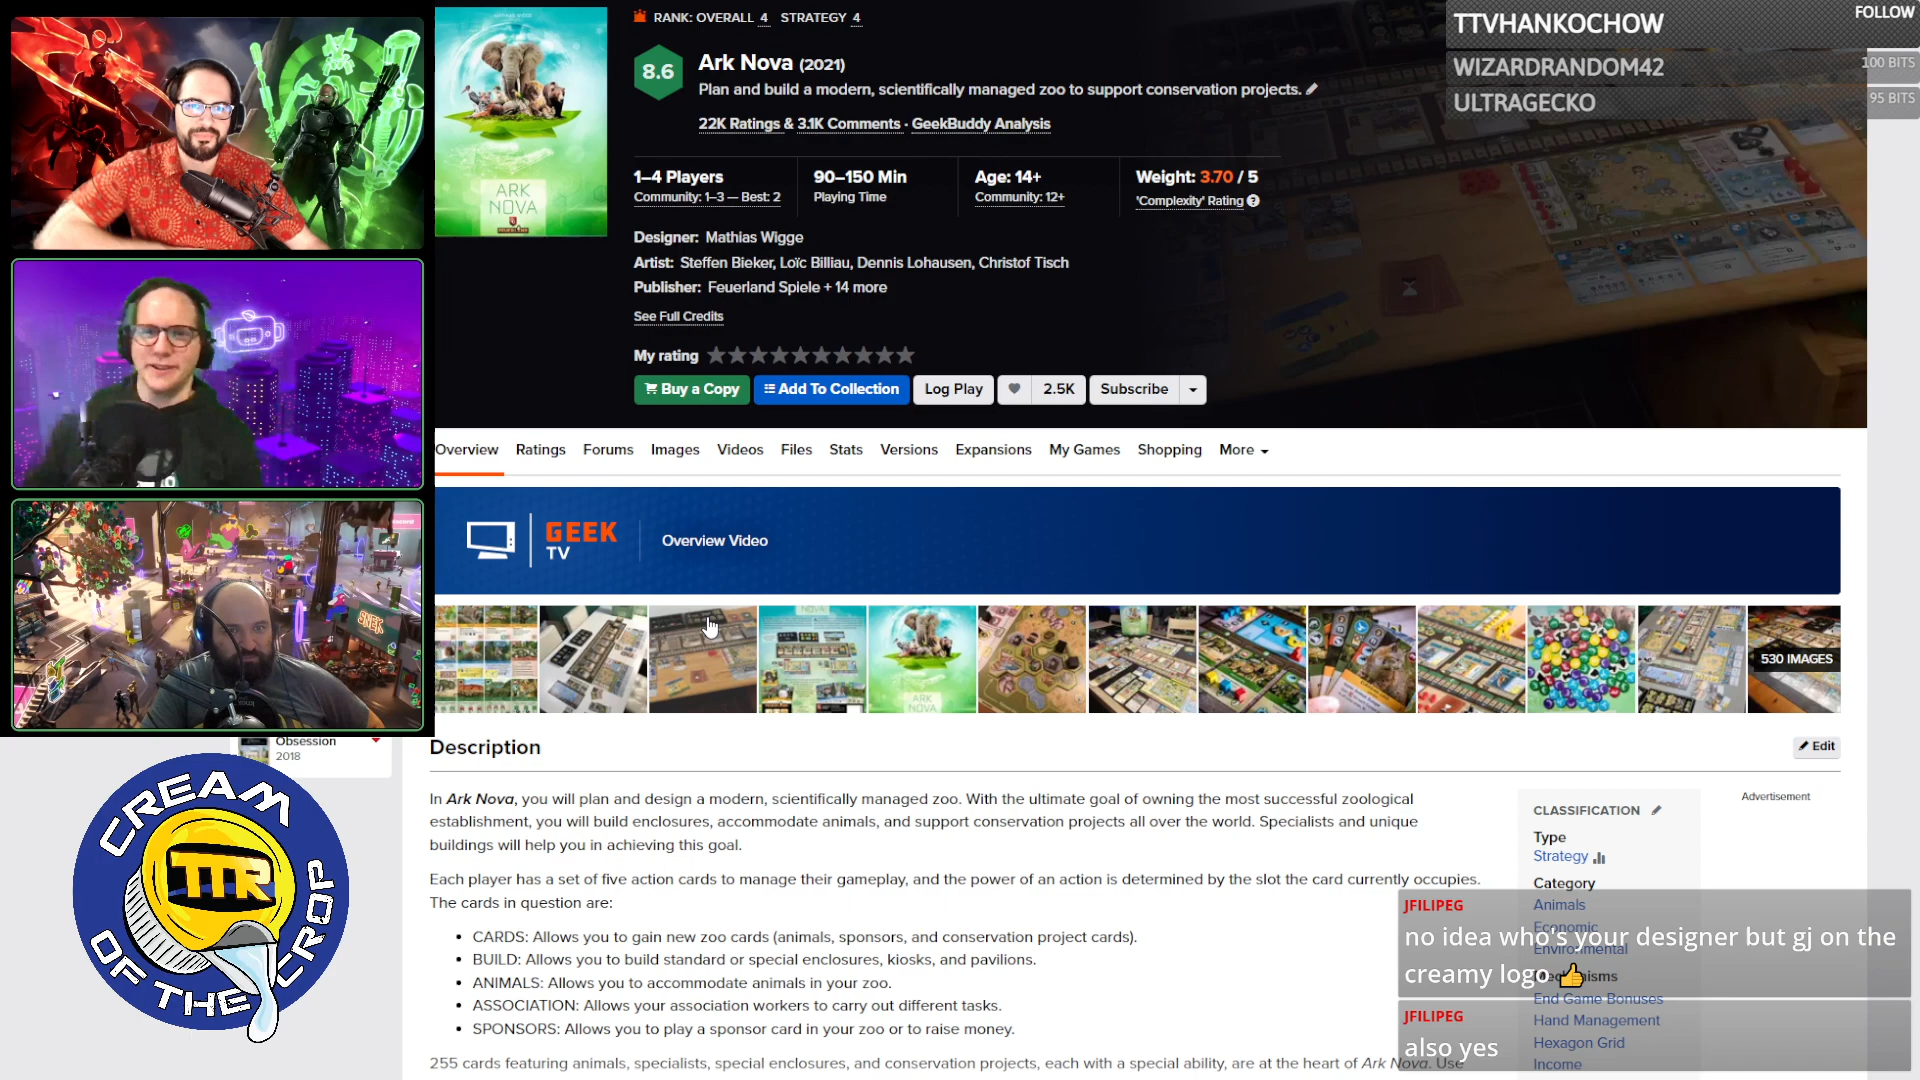 RANK: OVERALL 4 STRATEGY 4
8.6
Ark Nova (2021)
Plan and build a modern, scientifically managed zoo to support conservation projects.
22K Ratings & 3.1K Comments · GeekBuddy Analysis
1–4 Players
Community: 1–3 — Best: 2
90–150 Min
Playing Time
Age: 14+
Community: 12+
Weight: 3.70 / 5
'Complexity' Rating
Designer: Mathias Wigge
Artist: Steffen Bieker, Loïc Billiau, Dennis Lohausen, Christof Tisch
Publisher: Feuerland Spiele + 14 more
See Full Credits
My rating
Buy a Copy
Add To Collection
Log Play
2.5K
Subscribe
ARK
NOVA
TTVHANKOCHOW
FOLLOW
WIZARDRANDOM42
100 BITS
ULTRAGECKO
95 BITS
Overview Ratings Forums Images Videos Files Stats Versions Expansions My Games Shopping More
GEEK
TV
Overview Video
SNEK
ARK
NOVA
530 IMAGES
Obsession
2018
CREAM
TTR
OF THE CROP
Description
Edit
In Ark Nova, you will plan and design a modern, scientifically managed zoo. With the ultimate goal of owning the most successful zoological
establishment, you will build enclosures, accommodate animals, and support conservation projects all over the world. Specialists and unique
buildings will help you in achieving this goal.
Each player has a set of five action cards to manage their gameplay, and the power of an action is determined by the slot the card currently occupies.
The cards in question are:
• CARDS: Allows you to gain new zoo cards (animals, sponsors, and conservation project cards).
• BUILD: Allows you to build standard or special enclosures, kiosks, and pavilions.
• ANIMALS: Allows you to accommodate animals in your zoo.
• ASSOCIATION: Allows your association workers to carry out different tasks.
• SPONSORS: Allows you to play a sponsor card in your zoo or to raise money.
255 cards featuring animals, specialists, special enclosures, and conservation projects, each with a special ability, are at the heart of Ark Nova. Use
CLASSIFICATION
Type
Strategy
Category
Animals
Economic
Environmental
End Game Bonuses
Hand Management
Hexagon Grid
Income
Advertisement
JFILIPEG
no idea who's your designer but gj on the
creamy logo 👍
JFILIPEG
also yes